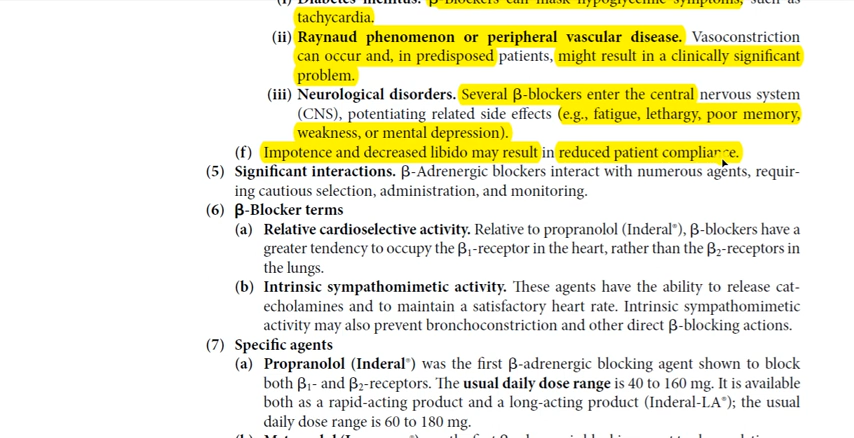 (i) Diabetes mellitus. β-Blockers can mask hypoglycemic symptoms, such as
tachycardia.
(ii) Raynaud phenomenon or peripheral vascular disease. Vasoconstriction
can occur and, in predisposed patients, might result in a clinically significant
problem.
(iii) Neurological disorders. Several β-blockers enter the central nervous system
(CNS), potentiating related side effects (e.g., fatigue, lethargy, poor memory,
weakness, or mental depression).
(f) Impotence and decreased libido may result in reduced patient compliance.
(5) Significant interactions. β-Adrenergic blockers interact with numerous agents, requir-
ing cautious selection, administration, and monitoring.
(6) β-Blocker terms
(a) Relative cardioselective activity. Relative to propranolol (Inderal®), β-blockers have a
greater tendency to occupy the β₁-receptor in the heart, rather than the β₂-receptors in
the lungs.
(b) Intrinsic sympathomimetic activity. These agents have the ability to release cat-
echolamines and to maintain a satisfactory heart rate. Intrinsic sympathomimetic
activity may also prevent bronchoconstriction and other direct β-blocking actions.
(7) Specific agents
(a) Propranolol (Inderal®) was the first β-adrenergic blocking agent shown to block
both β₁- and β₂-receptors. The usual daily dose range is 40 to 160 mg. It is available
both as a rapid-acting product and a long-acting product (Inderal-LA®); the usual
daily dose range is 60 to 180 mg.